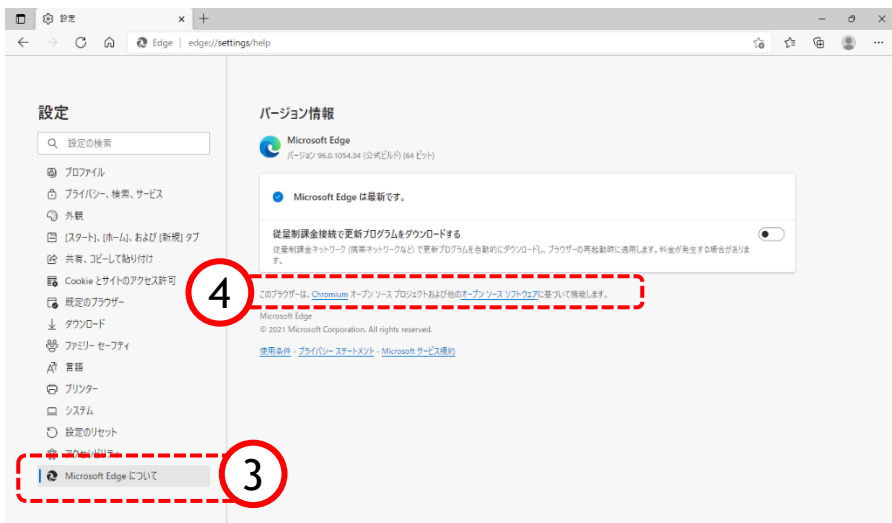 設定
Edge | edge://settings/help
設定
設定の検索
プロファイル
プライバシー、検索、サービス
外観
[スタート]、[ホーム]、および [新規] タブ
共有、コピーして貼り付け
Cookie とサイトのアクセス許可
既定のブラウザー
ダウンロード
ファミリー セーフティ
言語
プリンター
システム
設定のリセット
アクセシビリティ
Microsoft Edge について
3
バージョン情報
Microsoft Edge
バージョン 96.0.1054.34 (公式ビルド) (64 ビット)
Microsoft Edge は最新です。
従量制課金接続で更新プログラムをダウンロードする
従量制課金ネットワーク (携帯ネットワークなど) で更新プログラムを自動的にダウンロードし、ブラウザーの再起動時に適用します。料金が発生する場合がありま
す。
4
このブラウザーは、Chromium オープン ソース プロジェクトおよび他のオープン ソース ソフトウェアに基づいて機能します。
Microsoft Edge
© 2021 Microsoft Corporation. All rights reserved.
使用条件 - プライバシー ステートメント - Microsoft サービス規約